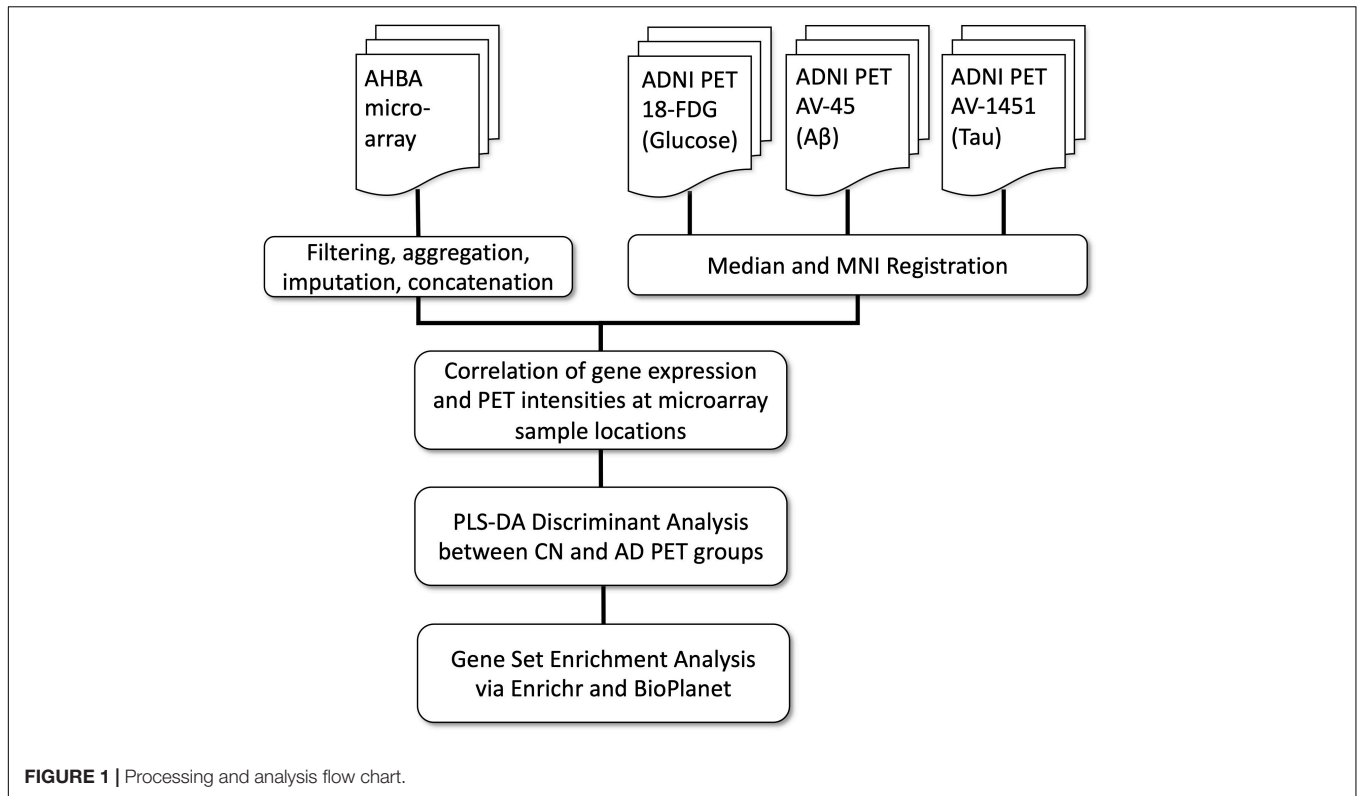 AHBA
micro-
array
ADNI PET
18-FDG
(Glucose)
ADNI PET
AV-45
(Aβ)
ADNI PET
AV-1451
(Tau)
Filtering, aggregation,
imputation, concatenation
Median and MNI Registration
Correlation of gene expression
and PET intensities at microarray
sample locations
PLS-DA Discriminant Analysis
between CN and AD PET groups
Gene Set Enrichment Analysis
via Enrichr and BioPlanet
FIGURE 1 | Processing and analysis flow chart.